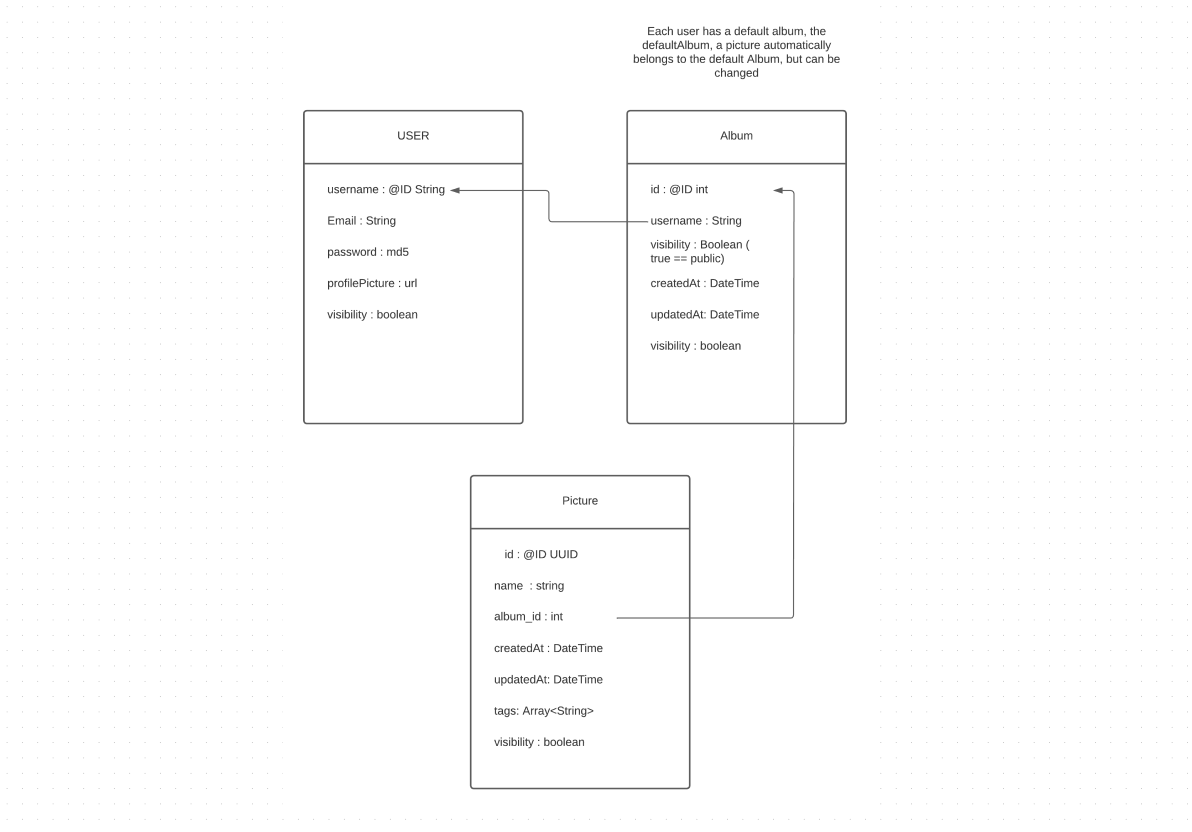 Each user has a default album, the
defaultAlbum, a picture automatically
belongs to the default Album, but can be
changed
USER
username : @ID String
Email : String
password : md5
profilePicture : url
visibility : boolean
Album
id : @ID int
username : String
visibility : Boolean (
true == public)
createdAt : DateTime
updatedAt: DateTime
visibility : boolean
Picture
id : @ID UUID
name  : string
album_id : int
createdAt : DateTime
updatedAt: DateTime
tags: Array<String>
visibility : boolean